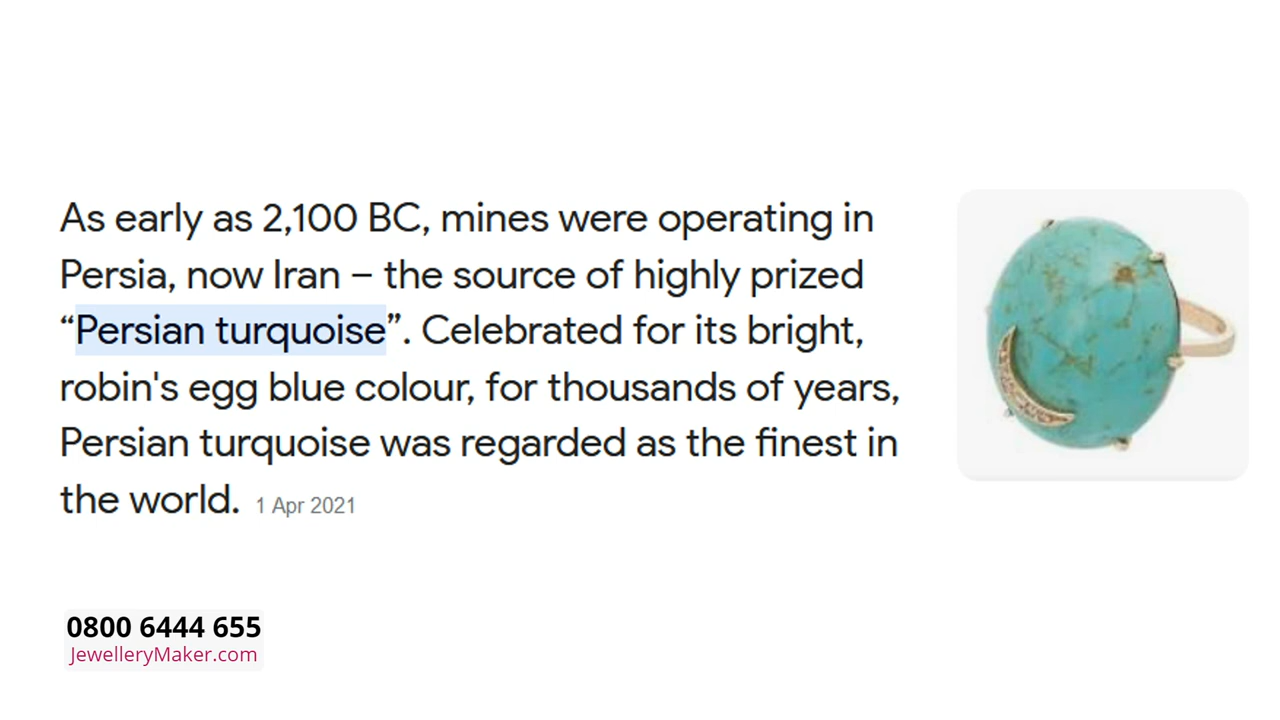 As early as 2,100 BC, mines were operating in
Persia, now Iran – the source of highly prized
“Persian turquoise”. Celebrated for its bright,
robin's egg blue colour, for thousands of years,
Persian turquoise was regarded as the finest in
the world. 1 Apr 2021
0800 6444 655
JewelleryMaker.com